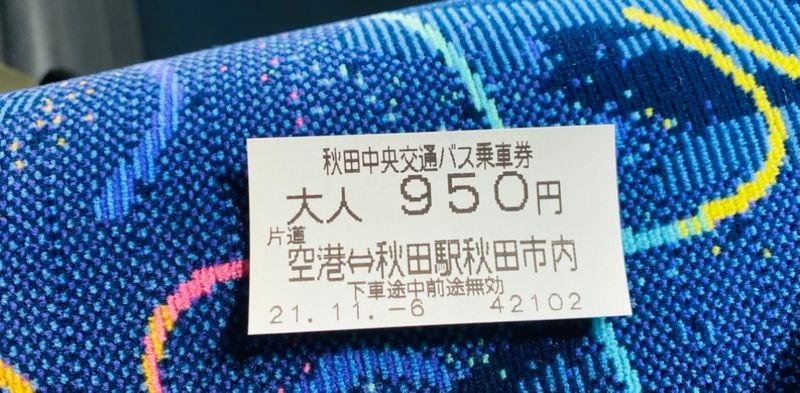 秋田中央交通バス乗車券
大人 950円
片道
空港⇔秋田駅秋田市内
下車途中前途無効
21.11.-6 42102